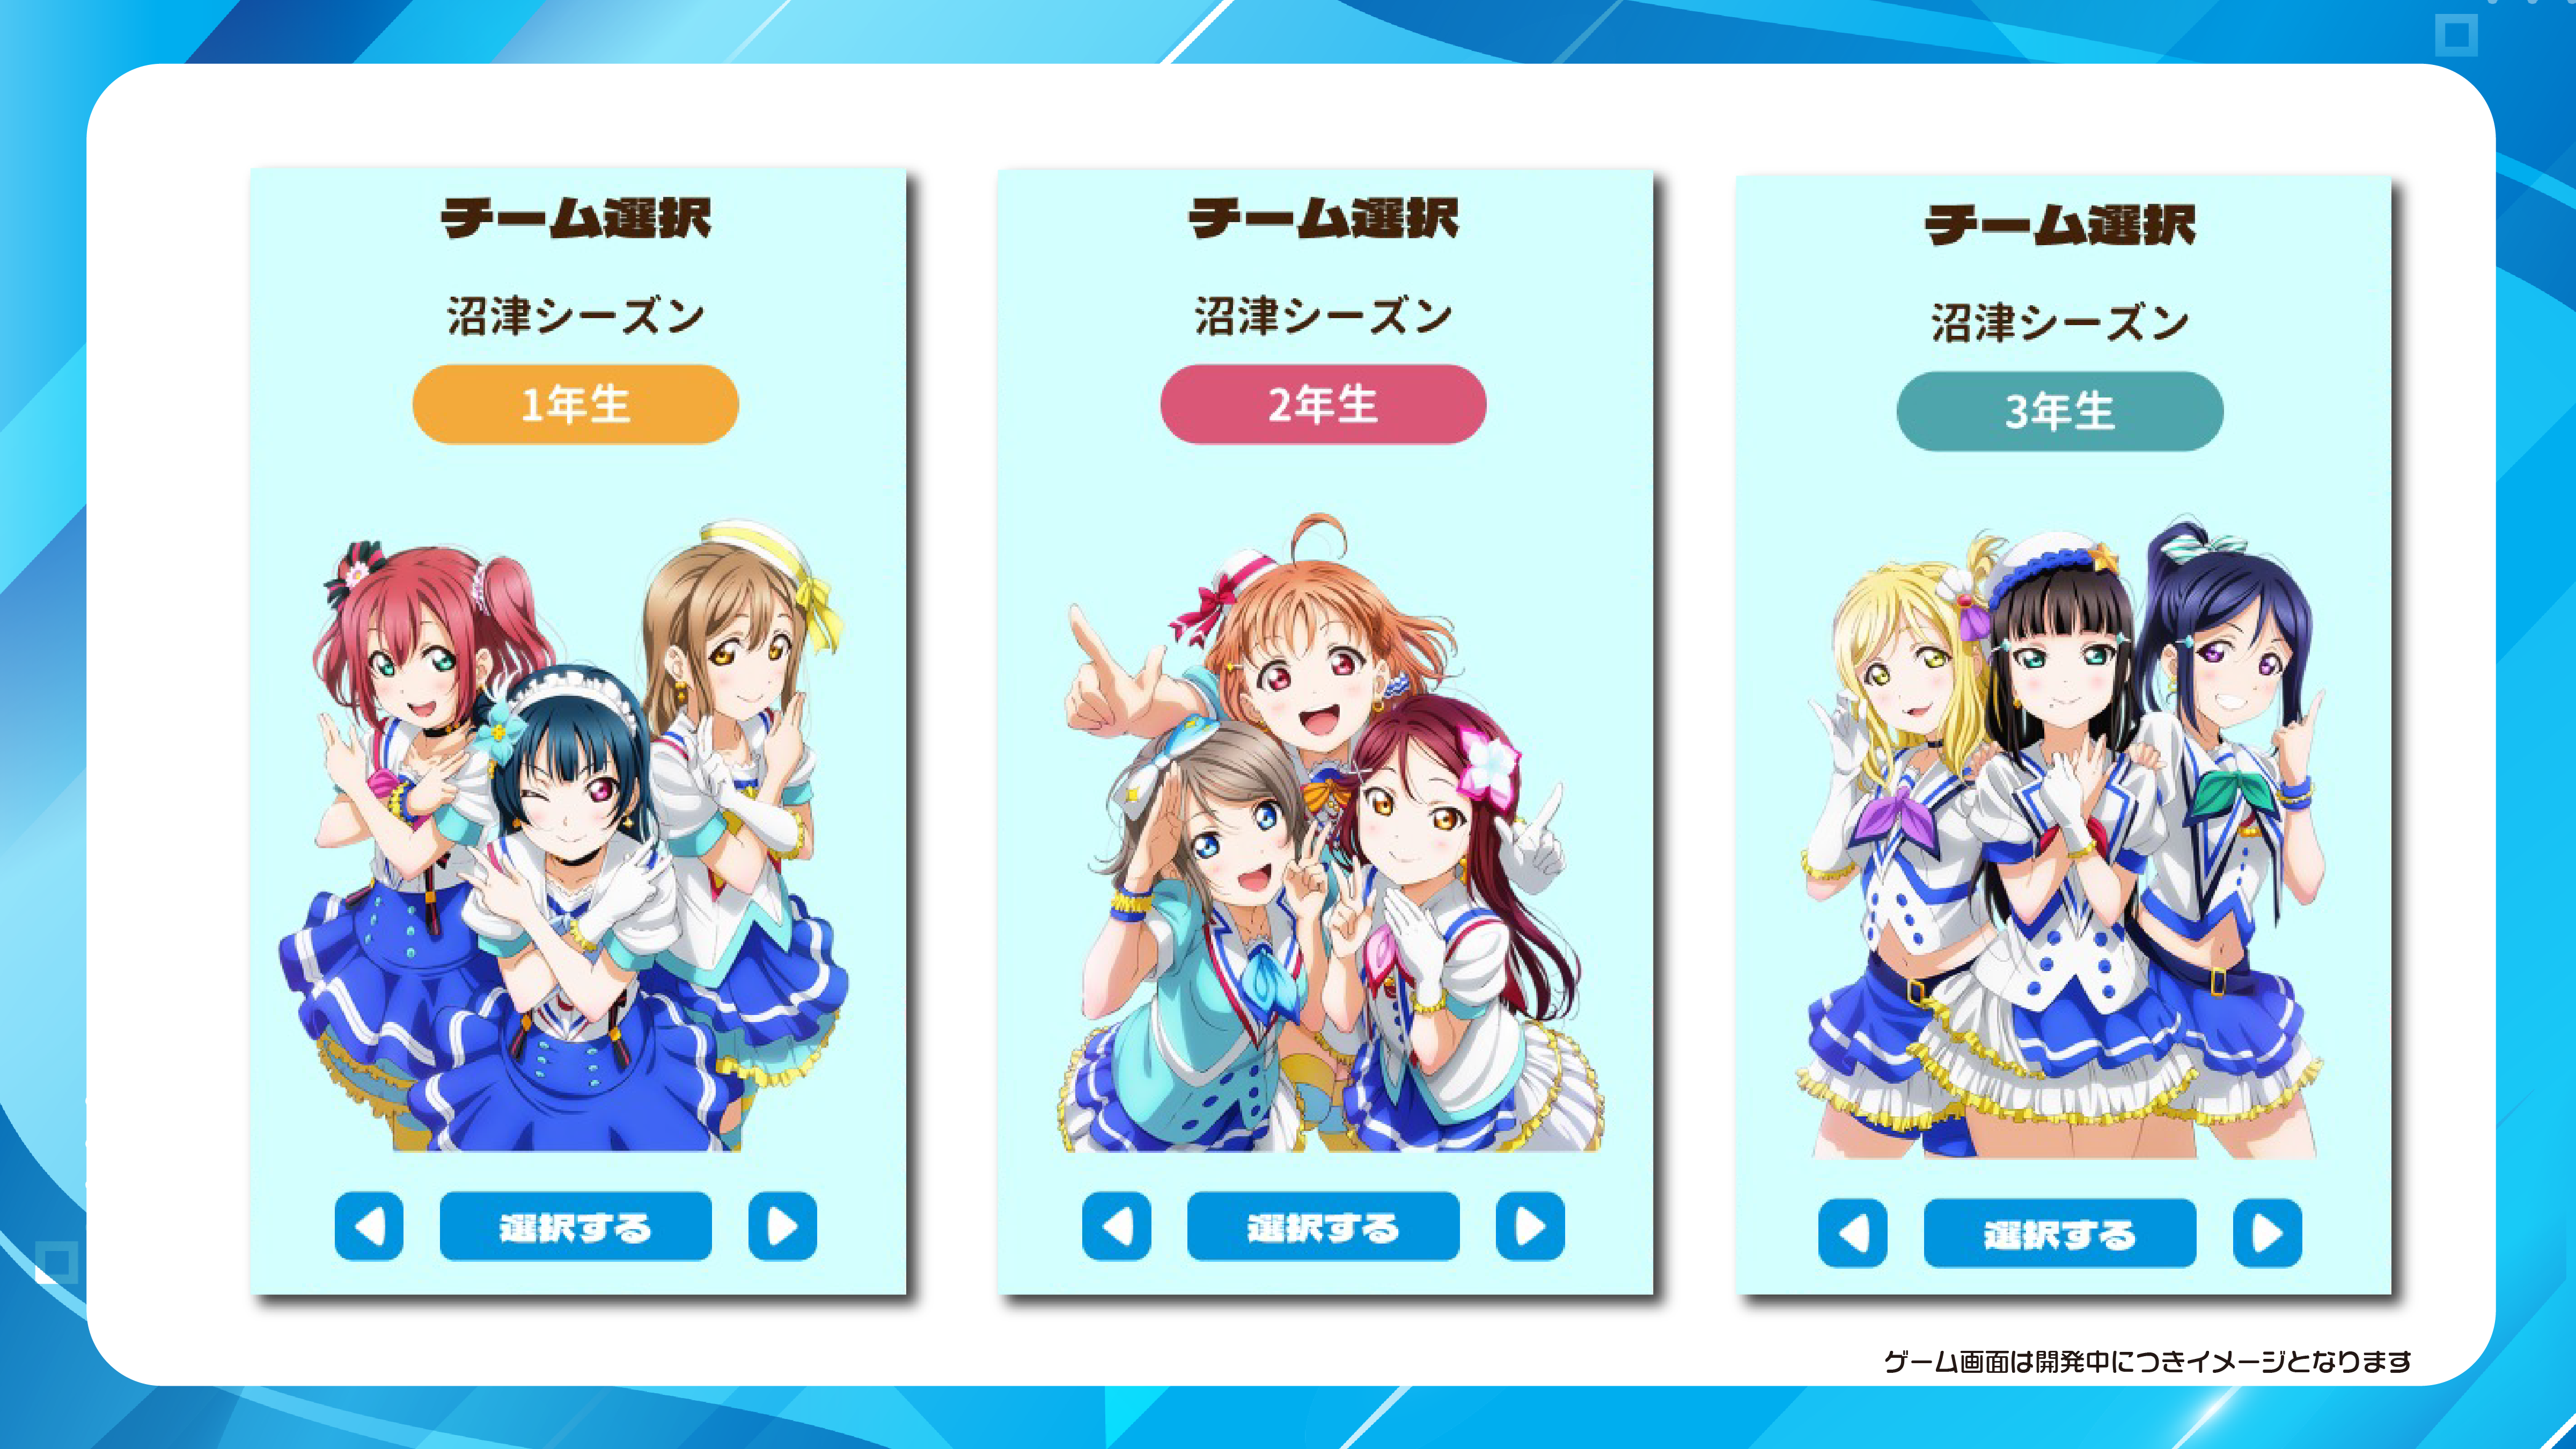 チーム選択
沼津シーズン
1年生
選択する
チーム選択
沼津シーズン
2年生
選択する
チーム選択
沼津シーズン
3年生
選択する
ゲーム画面は開発中につきイメージとなります